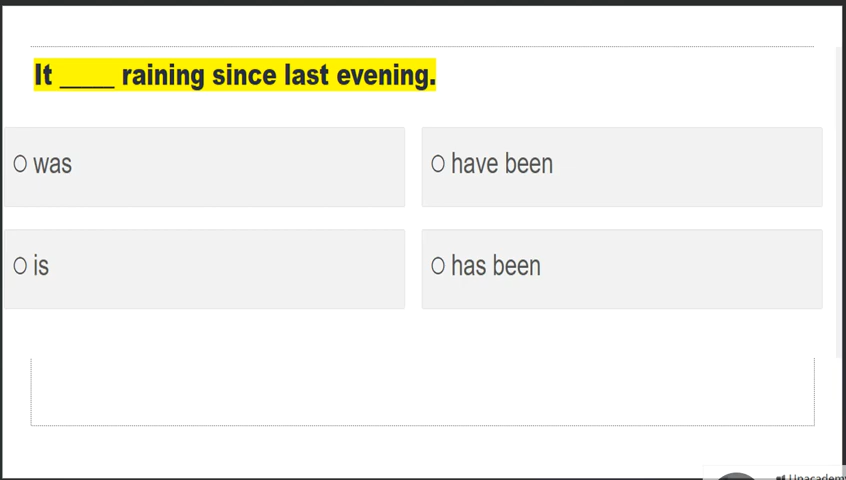 It ____ raining since last evening.
was
have been
is
has been